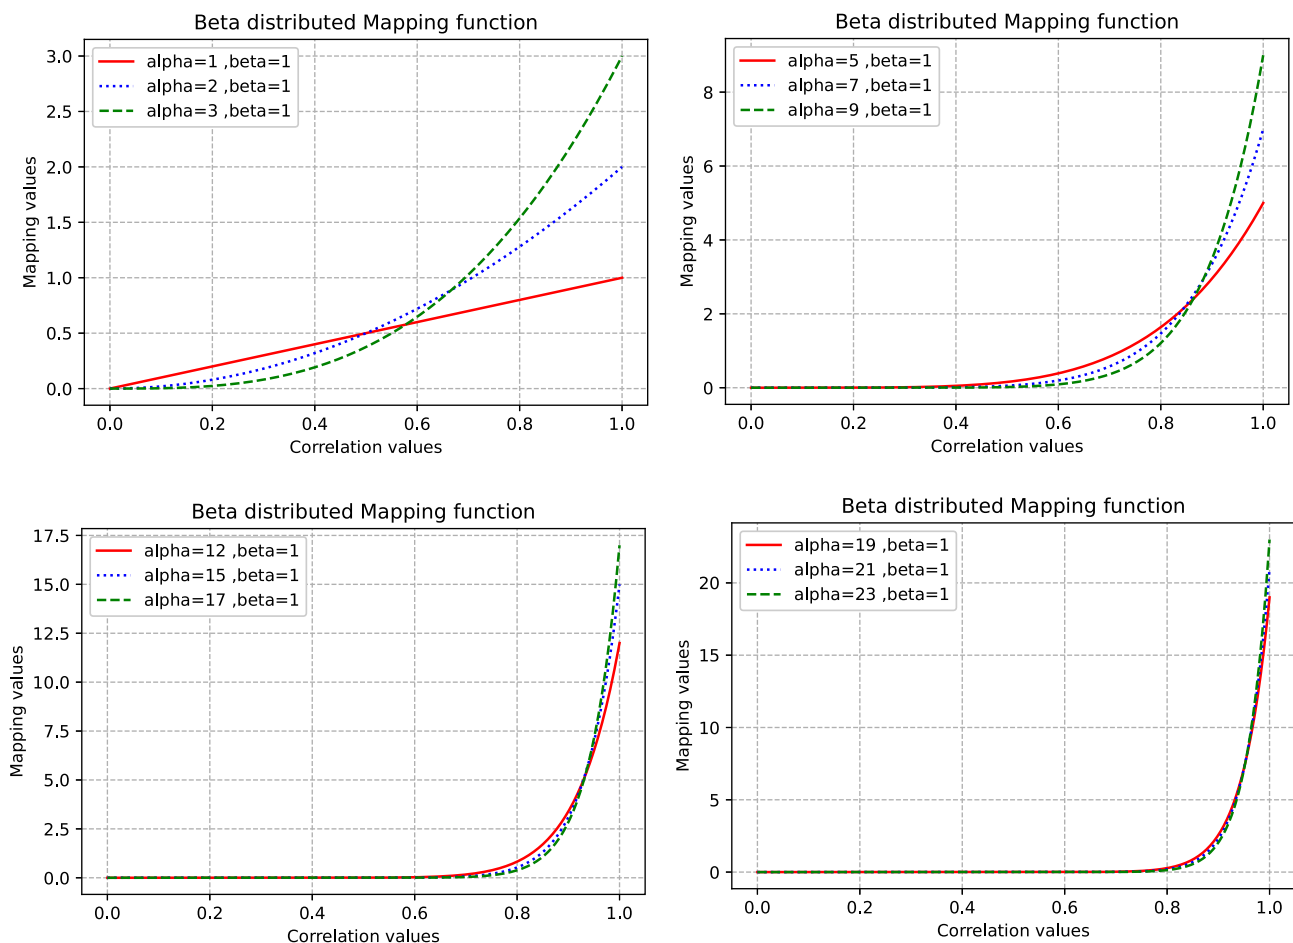 Beta distributed Mapping function
alpha=1 ,beta=1
alpha=2 ,beta=1
alpha=3 ,beta=1
3.0
2.5
2.0
1.5
1.0
0.5
0.0
Mapping values
0.0 0.2 0.4 0.6 0.8 1.0
Correlation values
Beta distributed Mapping function
alpha=5 ,beta=1
alpha=7 ,beta=1
alpha=9 ,beta=1
8
6
4
2
0
Mapping values
0.0 0.2 0.4 0.6 0.8 1.0
Correlation values
Beta distributed Mapping function
alpha=12 ,beta=1
alpha=15 ,beta=1
alpha=17 ,beta=1
17.5
15.0
12.5
10.0
7.5
5.0
2.5
0.0
Mapping values
0.0 0.2 0.4 0.6 0.8 1.0
Correlation values
Beta distributed Mapping function
alpha=19 ,beta=1
alpha=21 ,beta=1
alpha=23 ,beta=1
20
15
10
5
0
Mapping values
0.0 0.2 0.4 0.6 0.8 1.0
Correlation values